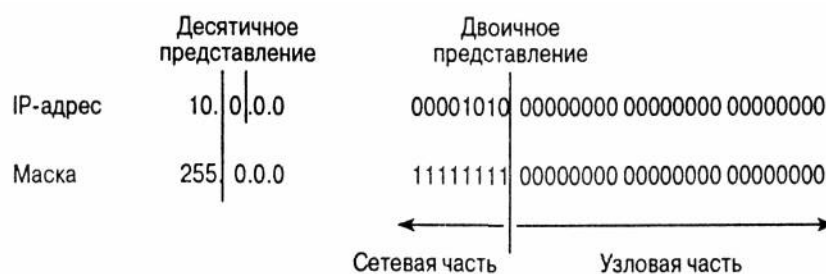 Десятичное представление
Двоичное представление
IP-адрес 10. 0.0.0 00001010 00000000 00000000 00000000
Маска 255. 0.0.0 11111111 00000000 00000000 00000000
Сетевая часть Узловая часть